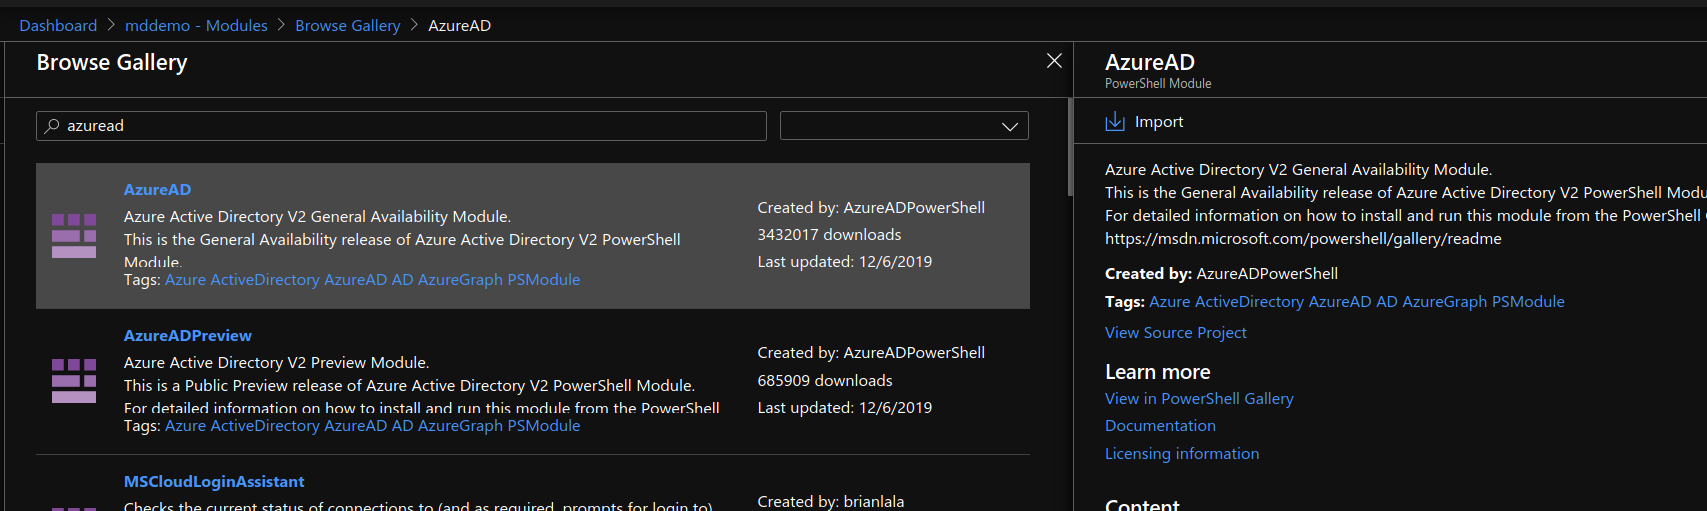 Dashboard > mddemo - Modules > Browse Gallery > AzureAD
Browse Gallery
azuread
AzureAD
Azure Active Directory V2 General Availability Module.
This is the General Availability release of Azure Active Directory V2 PowerShell
Module.
Tags: Azure ActiveDirectory AzureAD AD AzureGraph PSModule
Created by: AzureADPowerShell
3432017 downloads
Last updated: 12/6/2019
AzureADPreview
Azure Active Directory V2 Preview Module.
This is a Public Preview release of Azure Active Directory V2 PowerShell Module.
For detailed information on how to install and run this module from the PowerShell
Tags: Azure ActiveDirectory AzureAD AD AzureGraph PSModule
Created by: AzureADPowerShell
685909 downloads
Last updated: 12/6/2019
MSCloudLoginAssistant
Checks the current status of connections to (and as required, prompts for login to)
Created by: brianlala
AzureAD
PowerShell Module
Import
Azure Active Directory V2 General Availability Module.
This is the General Availability release of Azure Active Directory V2 PowerShell Modu
For detailed information on how to install and run this module from the PowerShell
https://msdn.microsoft.com/powershell/gallery/readme
Created by: AzureADPowerShell
Tags: Azure ActiveDirectory AzureAD AD AzureGraph PSModule
View Source Project
Learn more
View in PowerShell Gallery
Documentation
Licensing information
Content